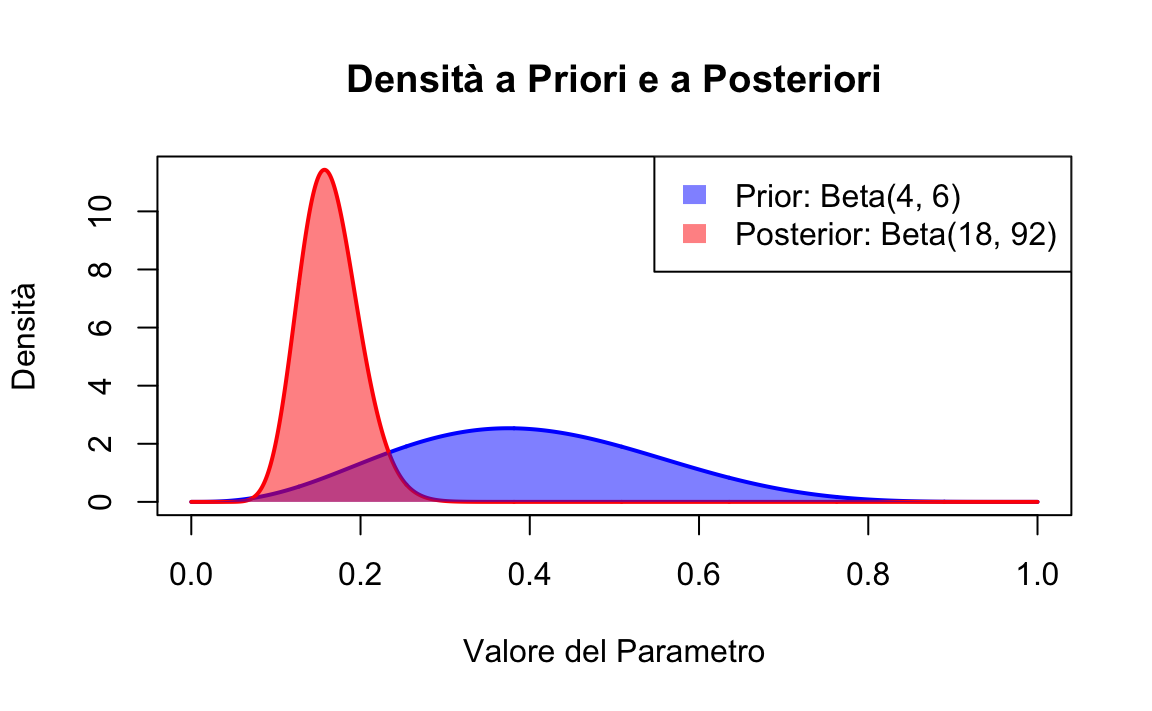 Densità a Priori e a Posteriori
Prior: Beta(4, 6)
Posterior: Beta(18, 92)
Densità
10
8
6
4
2
0
0.0 0.2 0.4 0.6 0.8 1.0
Valore del Parametro